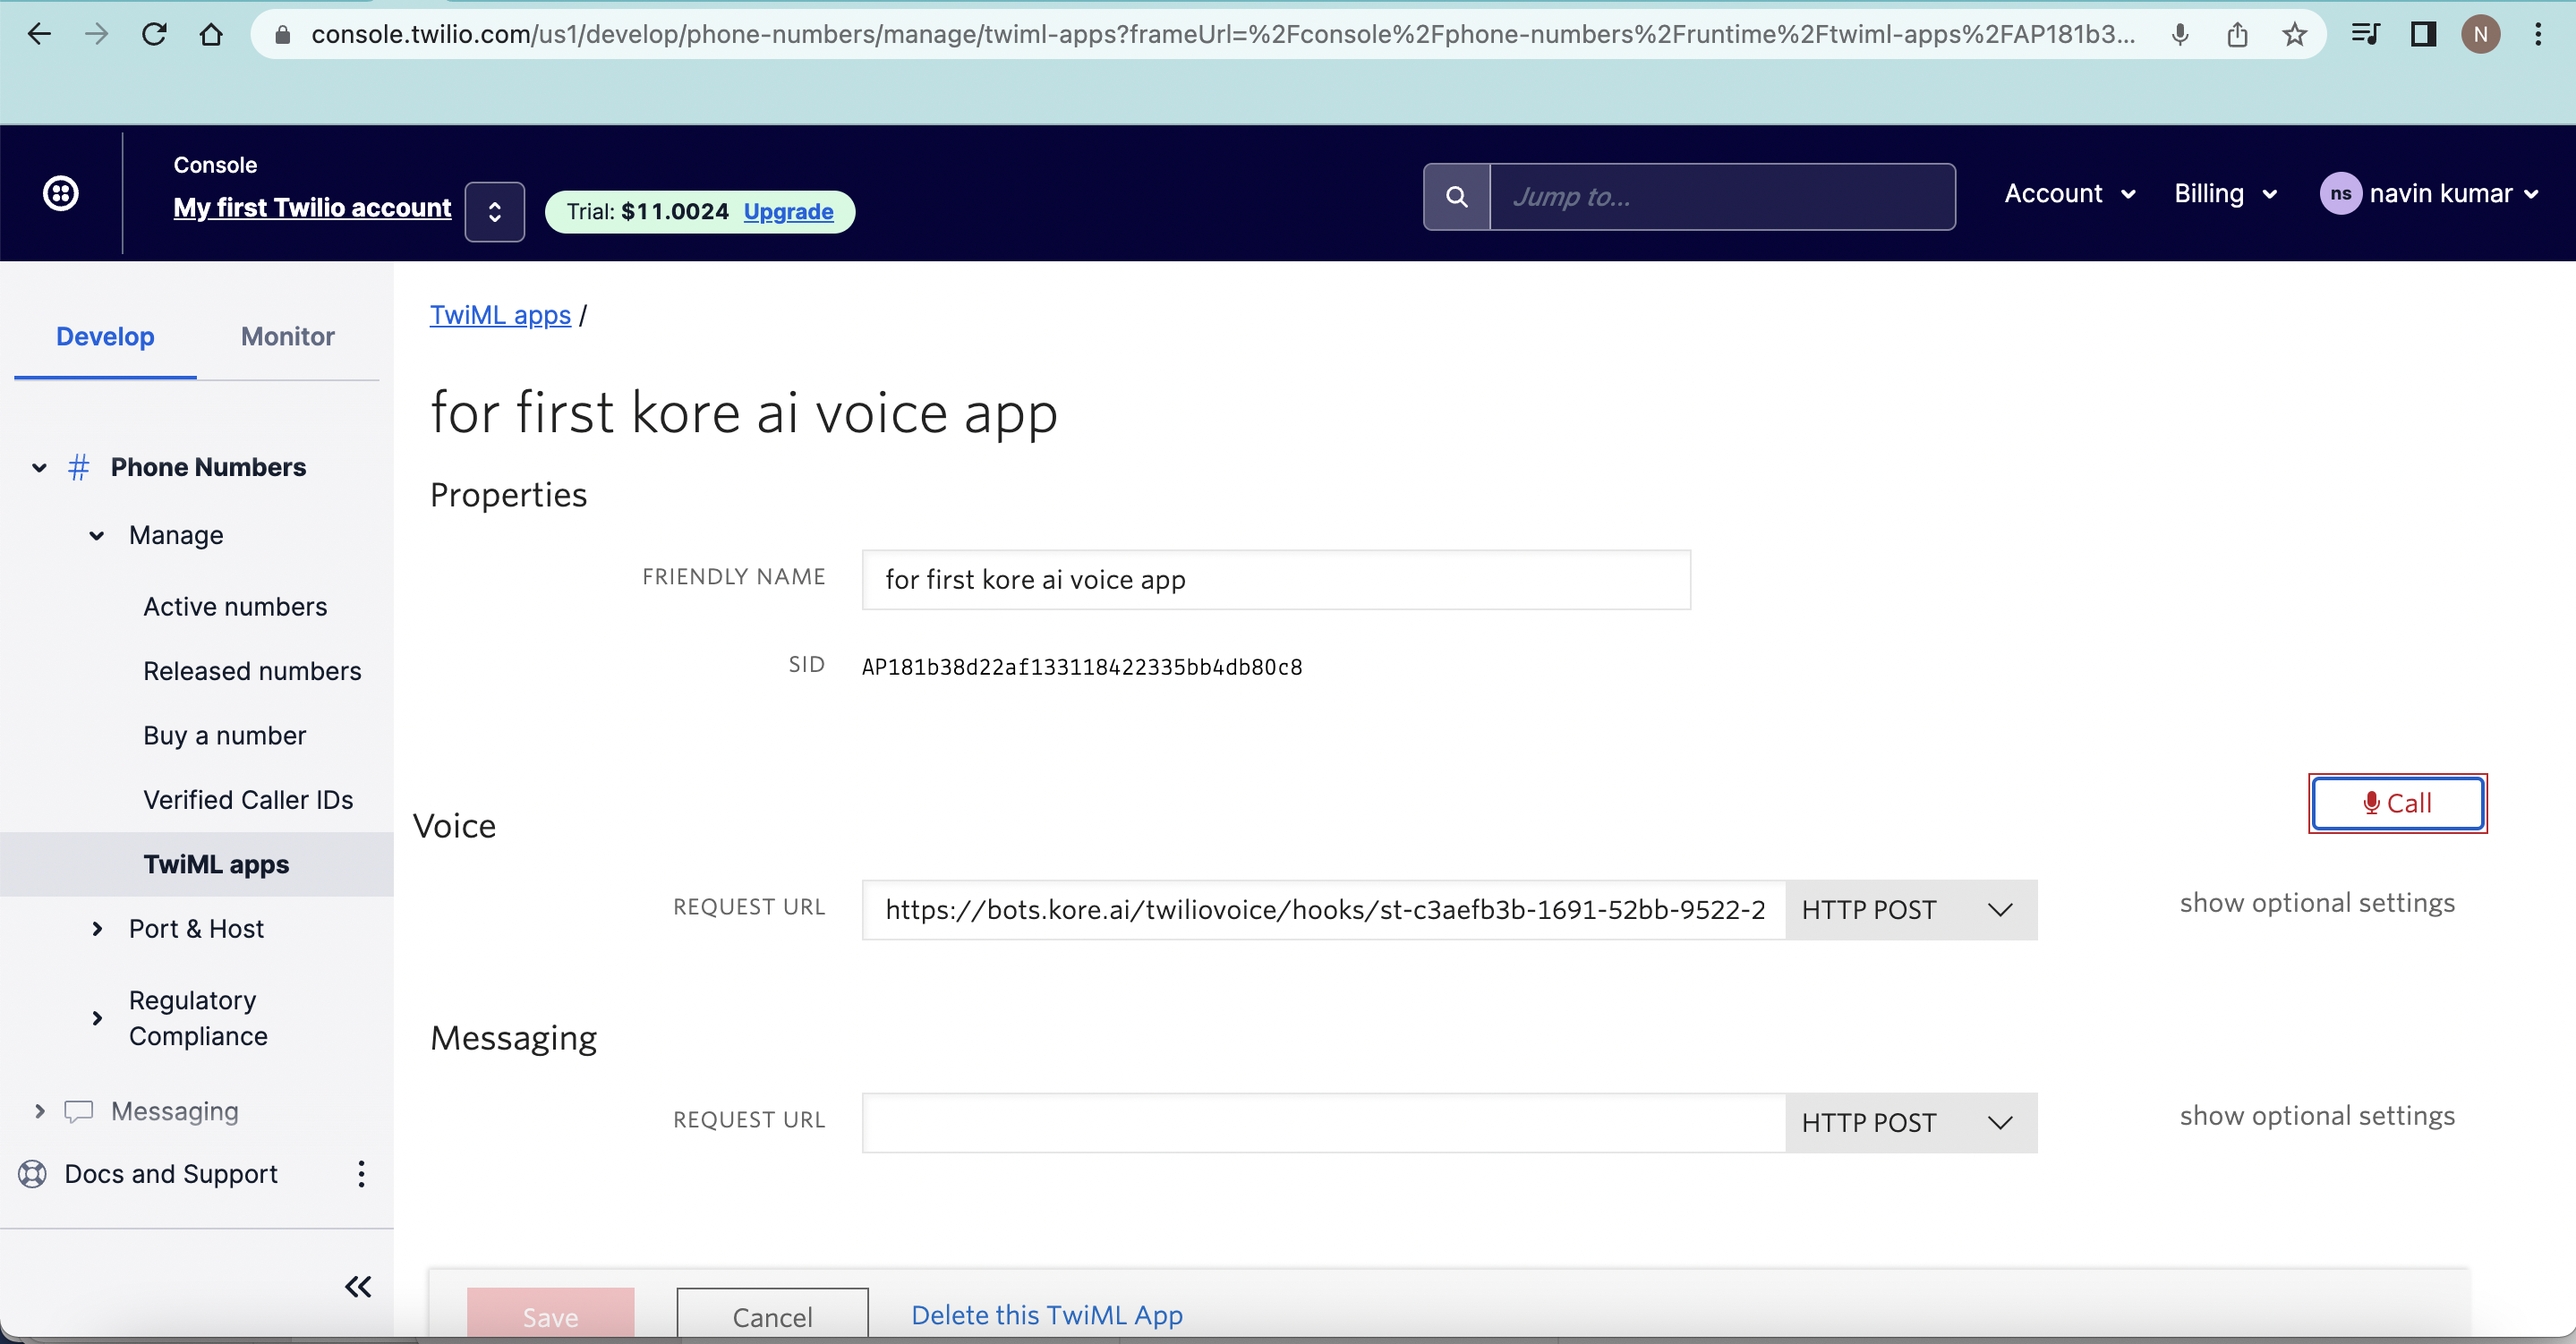 console.twilio.com/us1/develop/phone-numbers/manage/twiml-apps?frameUrl=%2Fconsole%2Fphone-numbers%2Fruntime%2Ftwiml-apps%2FAP181b3...
N
Console
My first Twilio account
Trial: $11.0024 Upgrade
Jump to...
Account
Billing
ns navin kumar
Develop
Monitor
# Phone Numbers
Manage
Active numbers
Released numbers
Buy a number
Verified Caller IDs
TwiML apps
Port & Host
Regulatory
Compliance
Messaging
Docs and Support
TwiML apps /
for first kore ai voice app
Properties
FRIENDLY NAME
for first kore ai voice app
SID
AP181b38d22af133118422335bb4db80c8
Voice
Call
REQUEST URL
https://bots.kore.ai/twiliovoice/hooks/st-c3aefb3b-1691-52bb-9522-2
HTTP POST
show optional settings
Messaging
REQUEST URL
HTTP POST
show optional settings
Save
Cancel
Delete this TwiML App